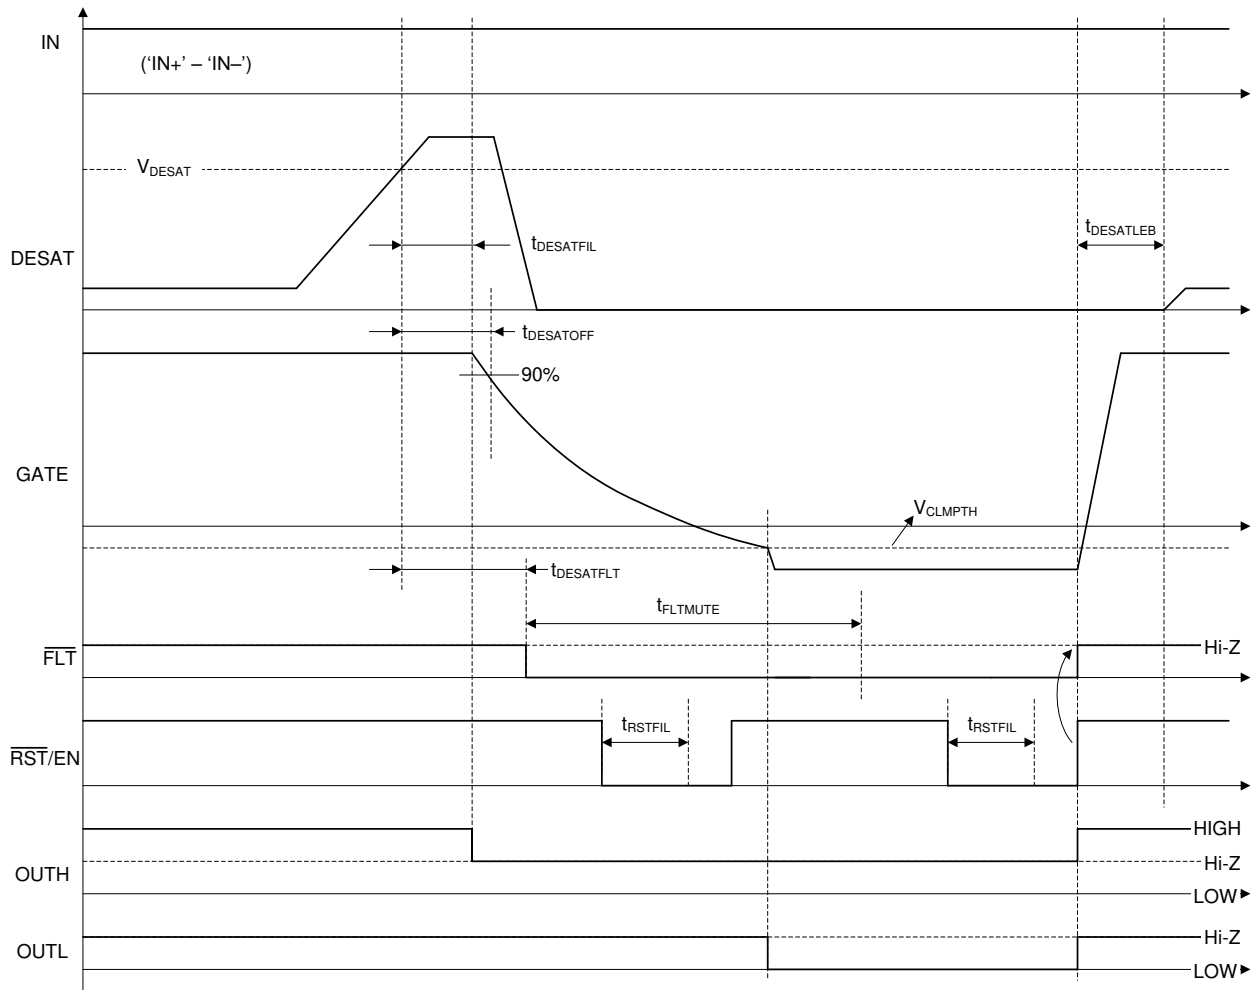 IN
(‘IN+’ – ‘IN–’)
VDESAT
tDESATLEB
tDESATFIL
DESAT
tDESATOFF
90%
GATE
VCLMPTH
tDESATFLT
tFLTMUTE
FLT
Hi-Z
tRSTFIL
tRSTFIL
RST/EN
HIGH
Hi-Z
OUTH
LOW
Hi-Z
OUTL
LOW